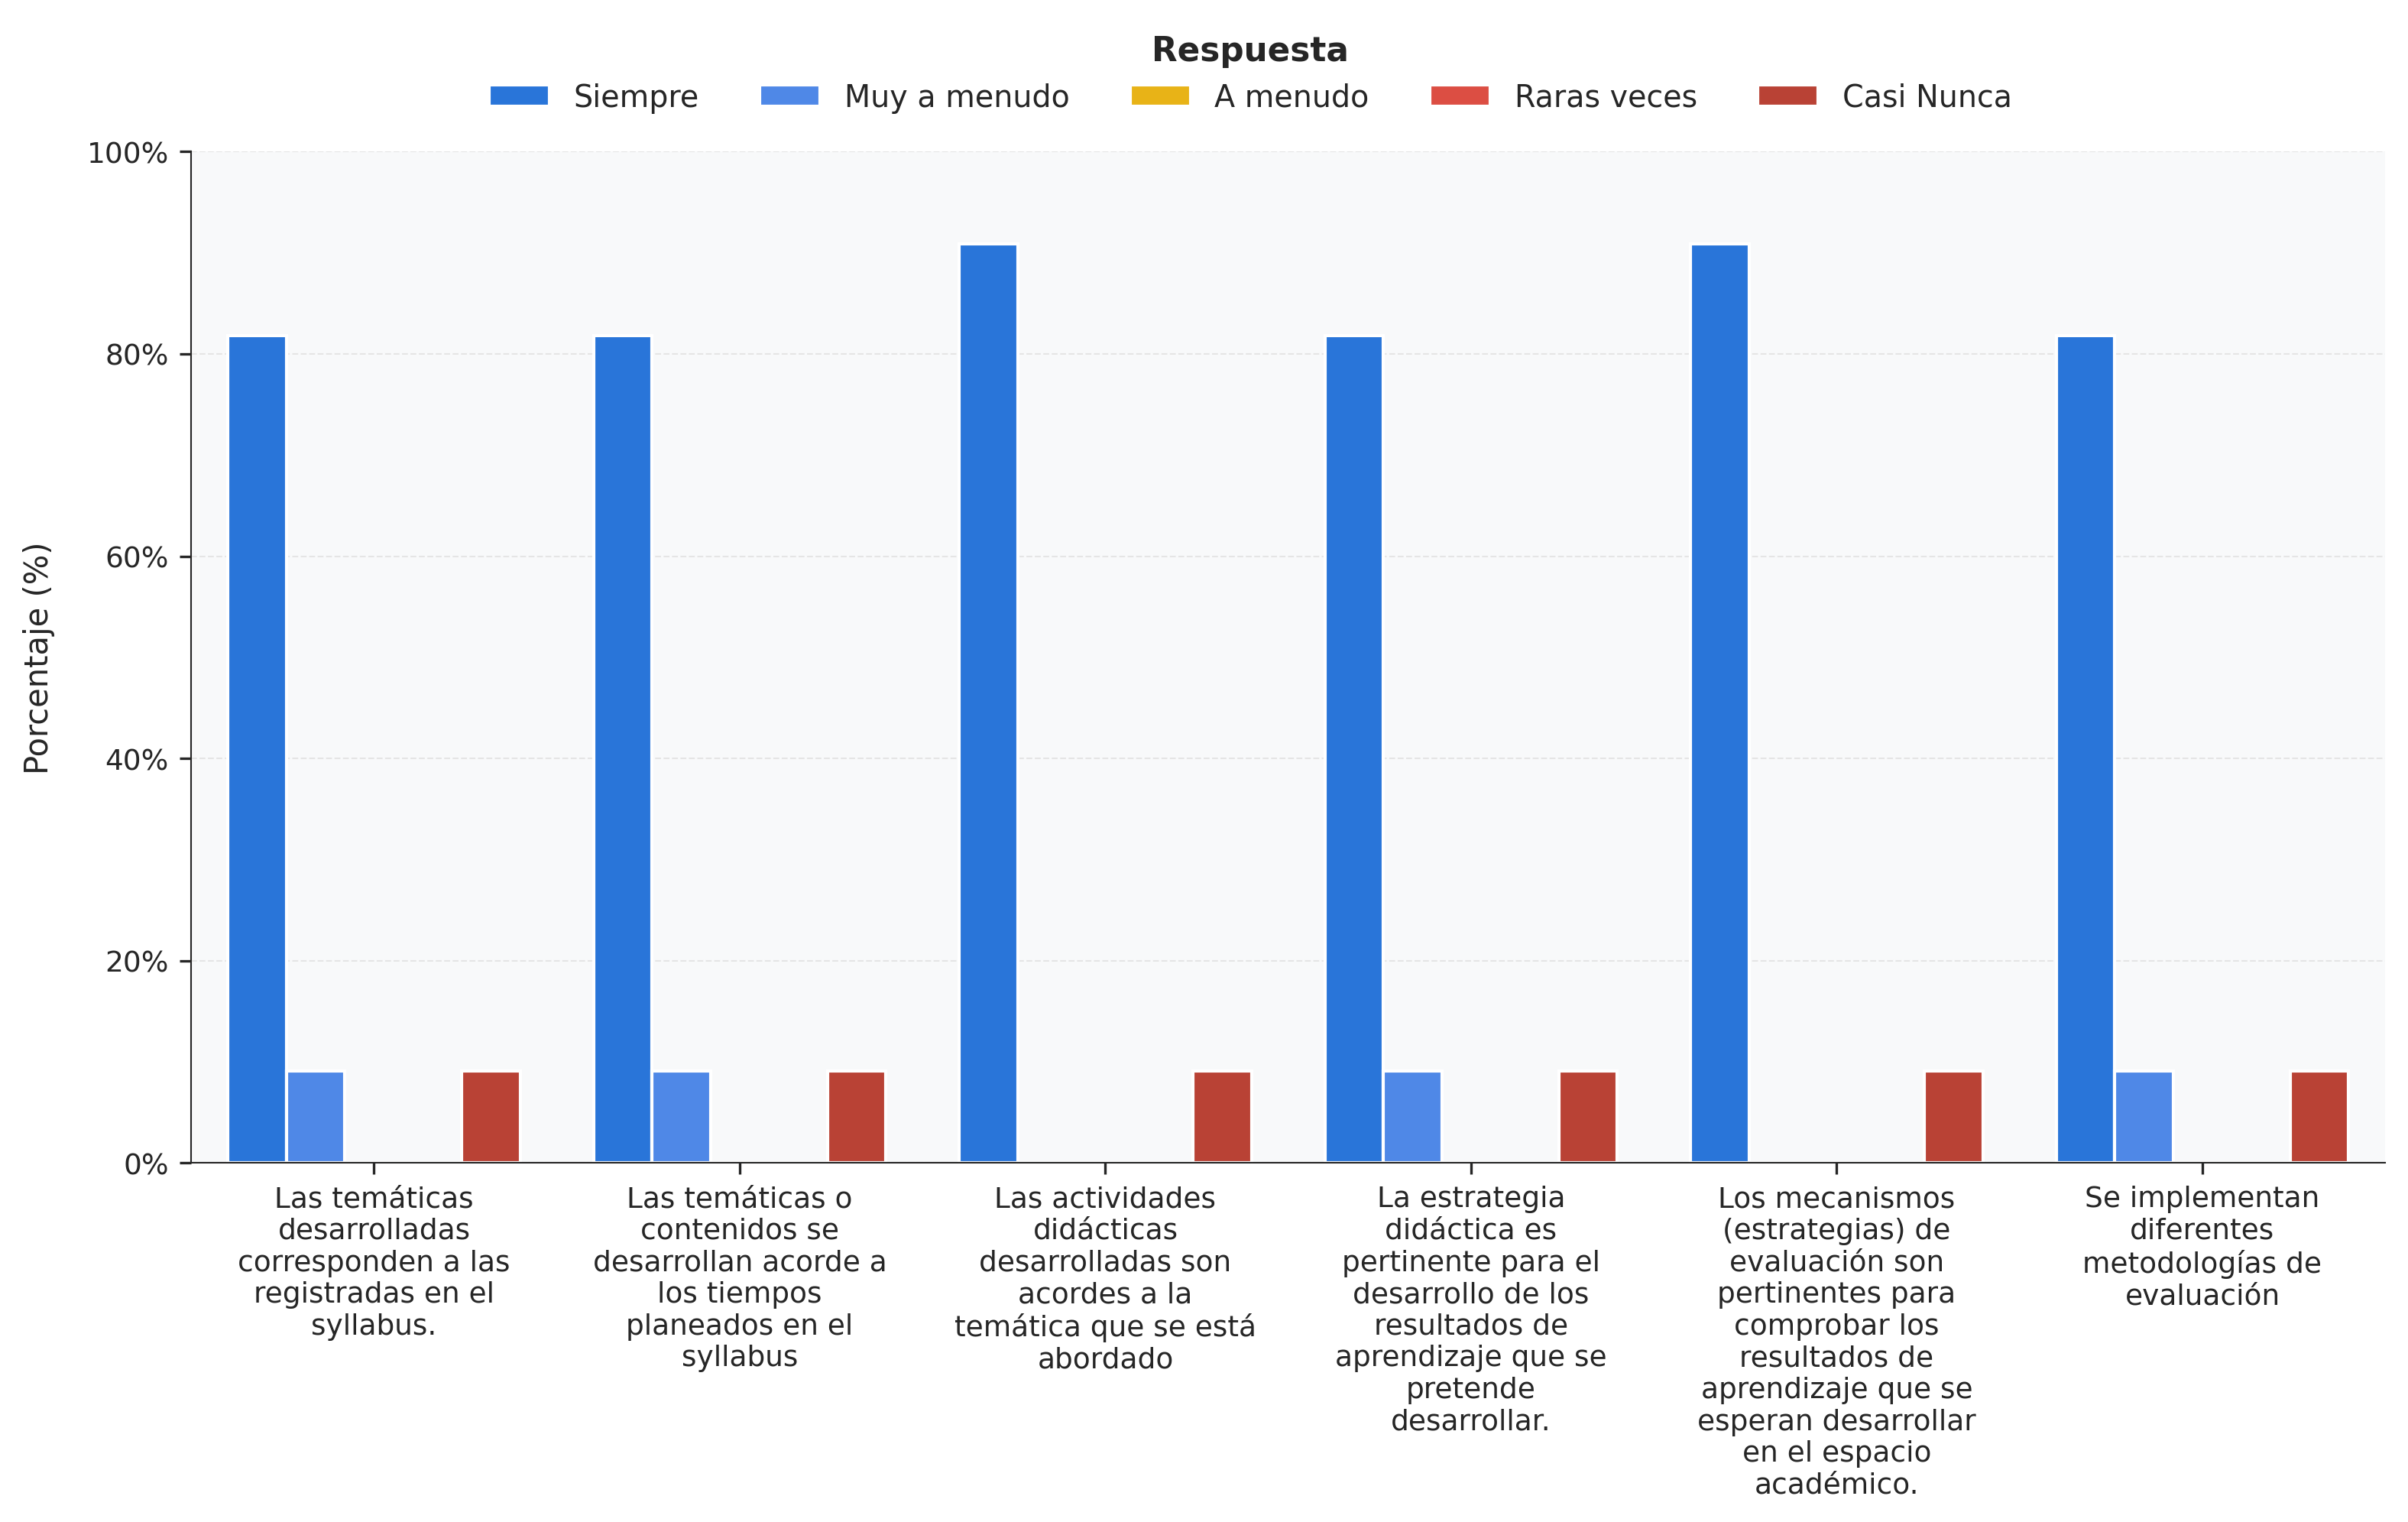 Respuesta
Siempre
Muy a menudo
A menudo
Raras veces
Casi Nunca
Porcentaje (%)
100%
80%
60%
40%
20%
0%
Las temáticas
desarrolladas
corresponden a las
registradas en el
syllabus.
Las temáticas o
contenidos se
desarrollan acorde a
los tiempos
planeados en el
syllabus
Las actividades
didácticas
desarrolladas son
acordes a la
temática que se está
abordado
La estrategia
didáctica es
pertinente para el
desarrollo de los
resultados de
aprendizaje que se
pretende
desarrollar.
Los mecanismos
(estrategias) de
evaluación son
pertinentes para
comprobar los
resultados de
aprendizaje que se
esperan desarrollar
en el espacio
académico.
Se implementan
diferentes
metodologías de
evaluación